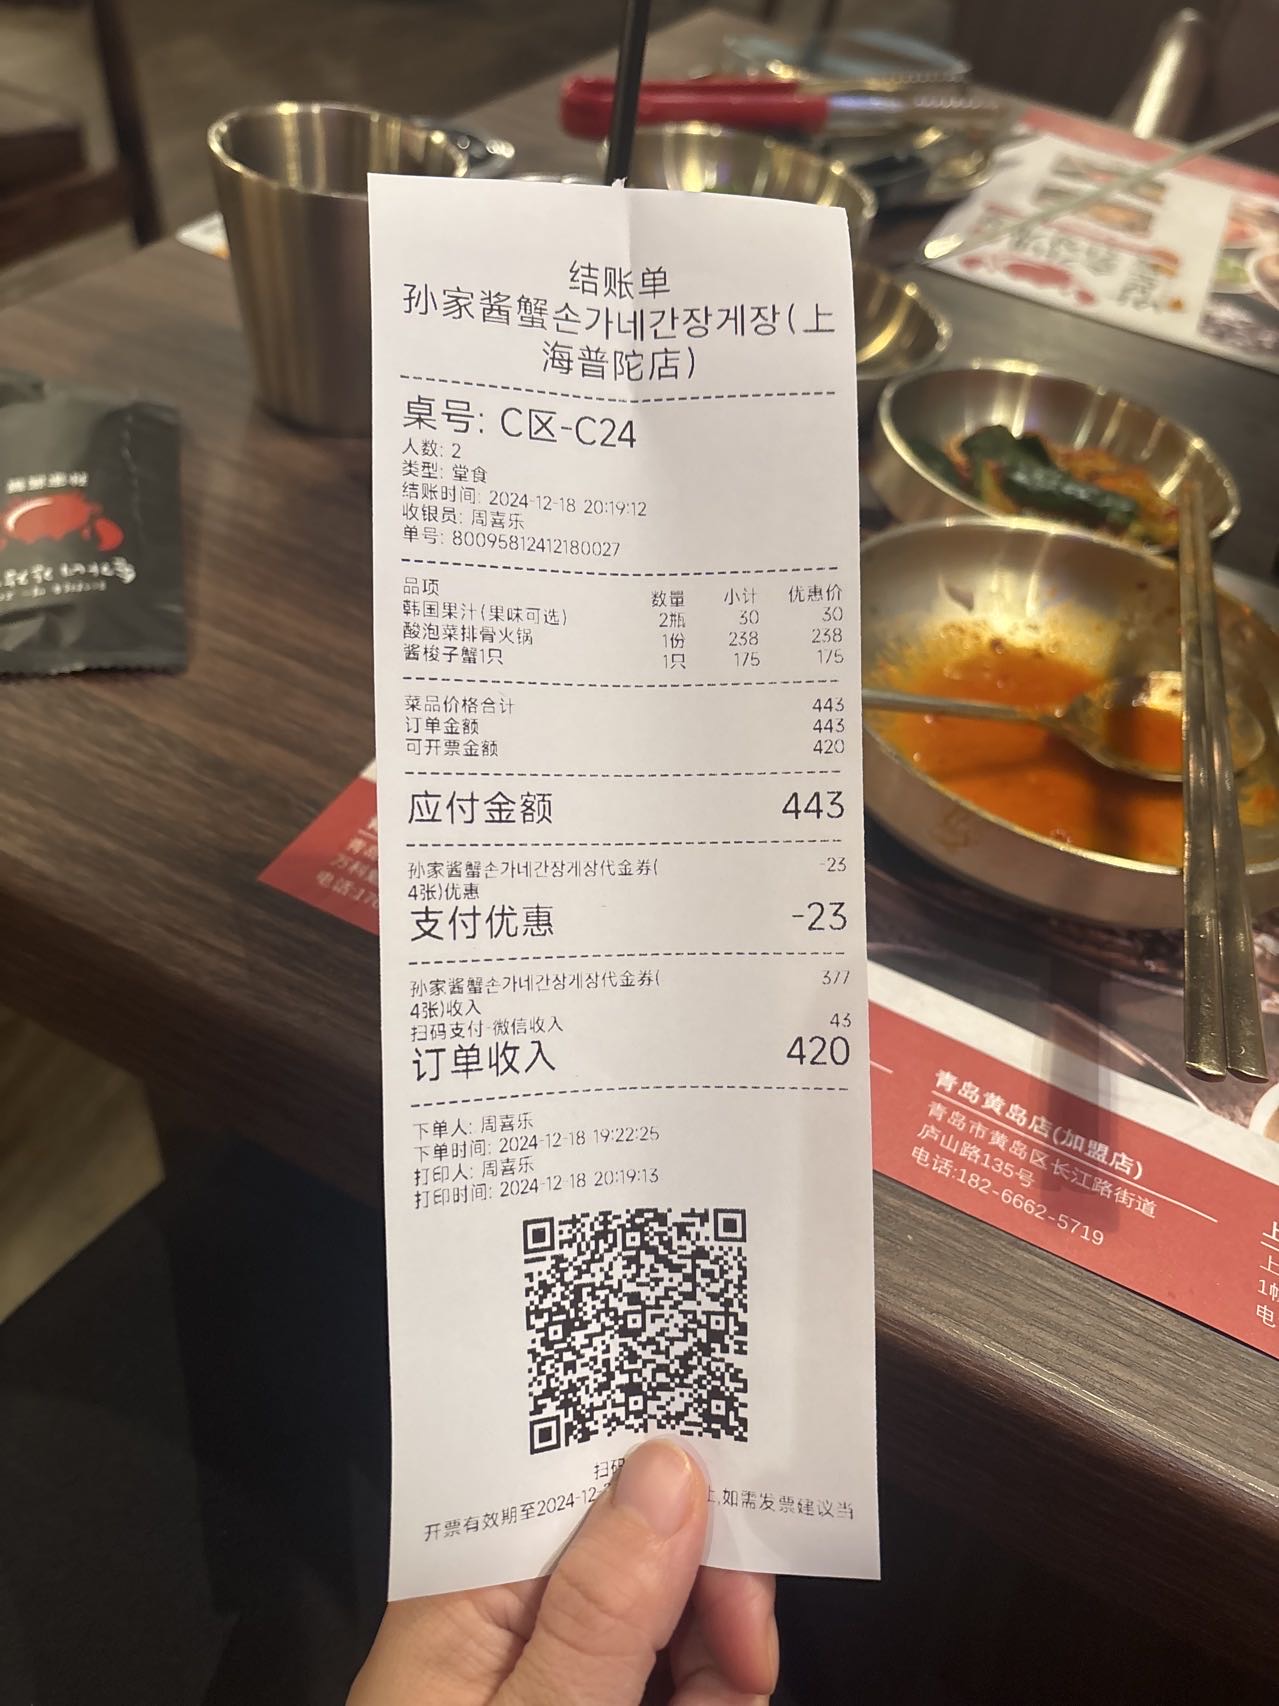 结账单
孙家酱蟹손가네간장게장(上
海普陀店)
桌号: C区-C24
人数: 2
类型: 堂食
结账时间: 2024-12-18 20:19:12
收银员: 周喜乐
单号: 80095812412180027
品项 数量 小计 优惠价
韩国果汁(果味可选) 2瓶 30 30
酸泡菜排骨火锅 1份 238 238
酱梭子蟹1只 1只 175 175
菜品价格合计 443
订单金额 443
可开票金额 420
应付金额 443
孙家酱蟹손가네간장게장代金券( -23
4张)优惠
支付优惠 -23
孙家酱蟹손가네간장게장代金券( 377
4张)收入
扫码支付-微信收入 43
订单收入 420
下单人: 周喜乐
下单时间: 2024-12-18 19:22:25
打印人: 周喜乐
打印时间: 2024-12-18 20:19:13
扫码
开票有效期至2024-12- 止,如需发票建议当
青岛黄岛店(加盟店)
青岛市黄岛区长江路街道
庐山路135号
电话:182-6662-5719